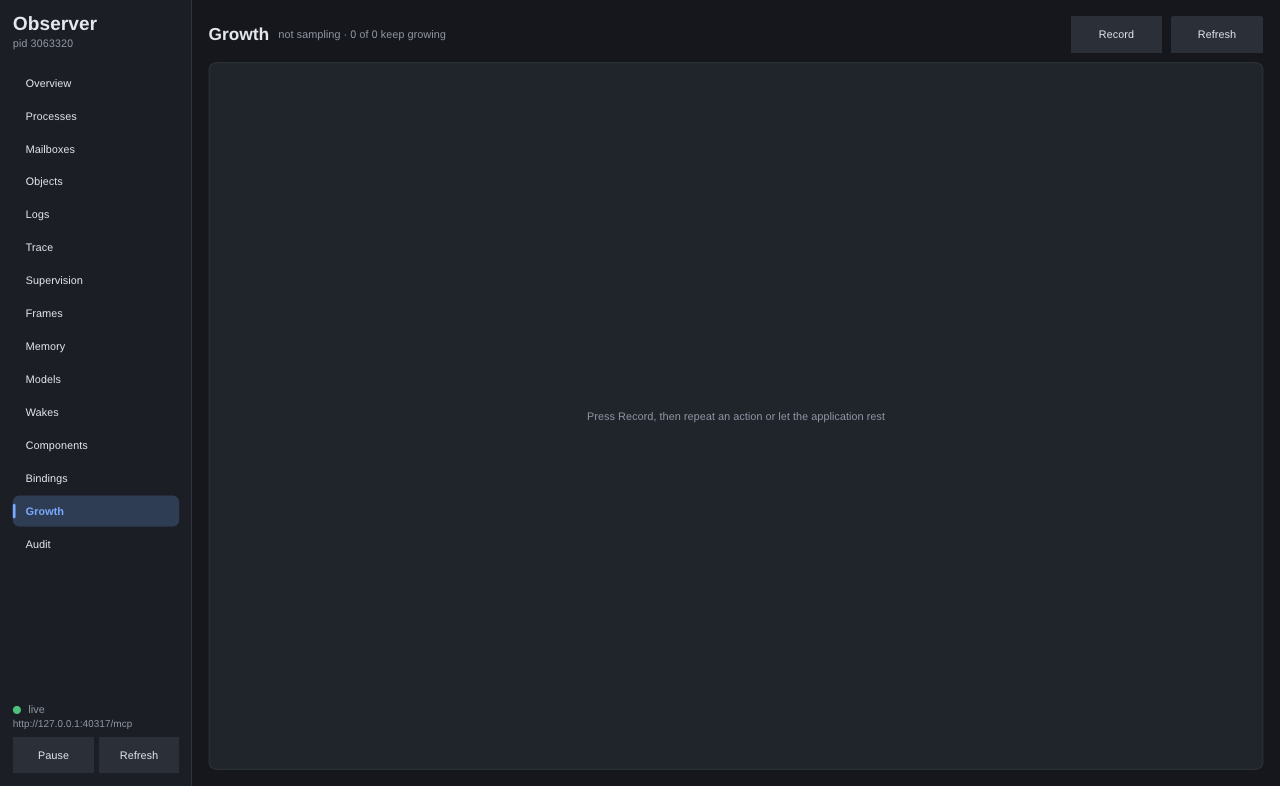 Observer
pid 3063320
Overview
Processes
Mailboxes
Objects
Logs
Trace
Supervision
Frames
Memory
Models
Wakes
Components
Bindings
Growth
Audit
live
http://127.0.0.1:40317/mcp
Pause Refresh
Growth not sampling · 0 of 0 keep growing Record Refresh
Press Record, then repeat an action or let the application rest